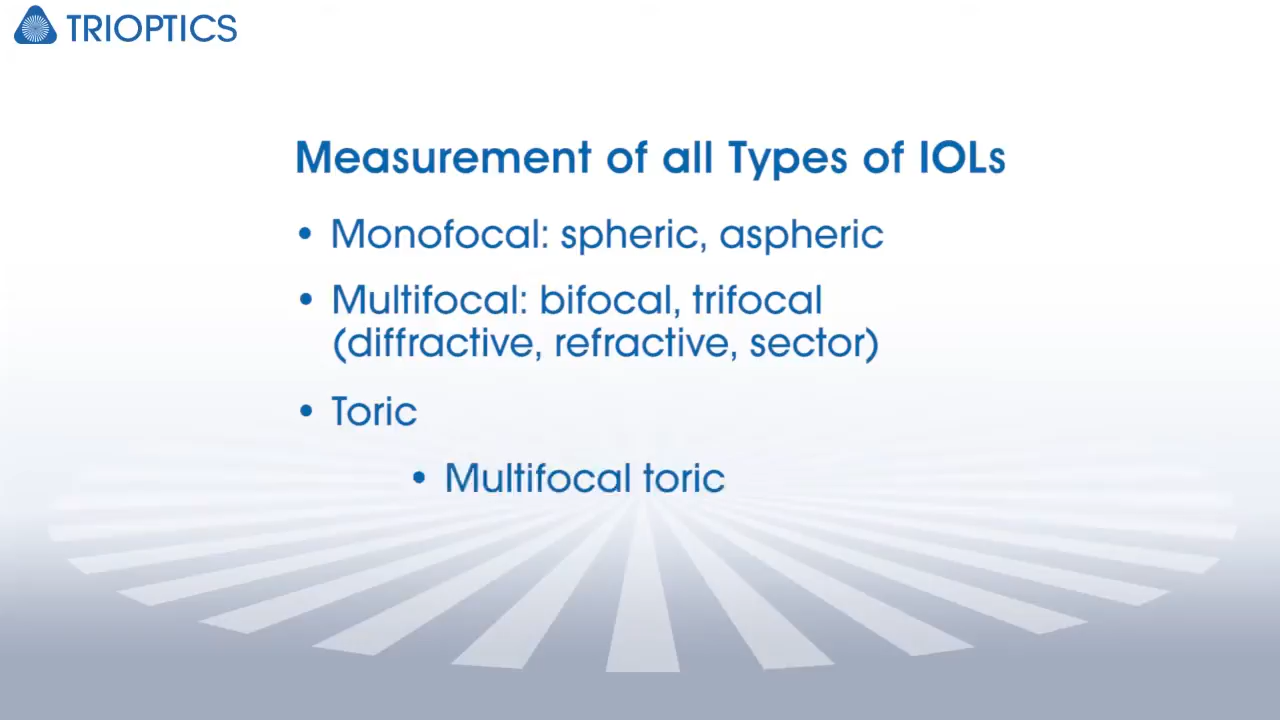 TRIOPTICS
Measurement of all Types of IOLs
• Monofocal: spheric, aspheric
• Multifocal: bifocal, trifocal
(diffractive, refractive, sector)
• Toric
• Multifocal toric